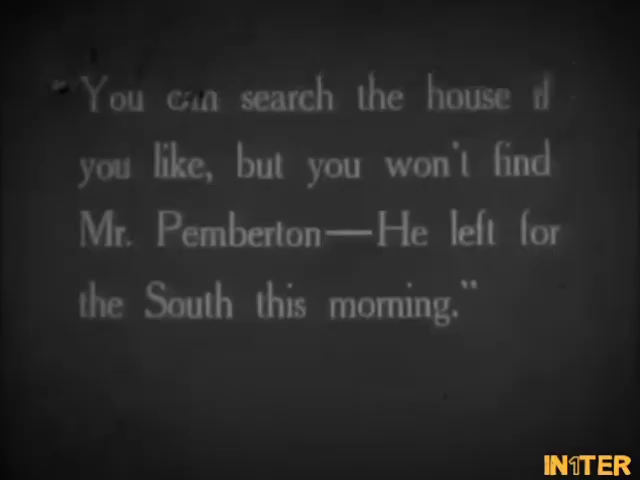 "You can search the house if
you like, but you won't find
Mr. Pemberton—He left for
the South this morning."
IN1TER